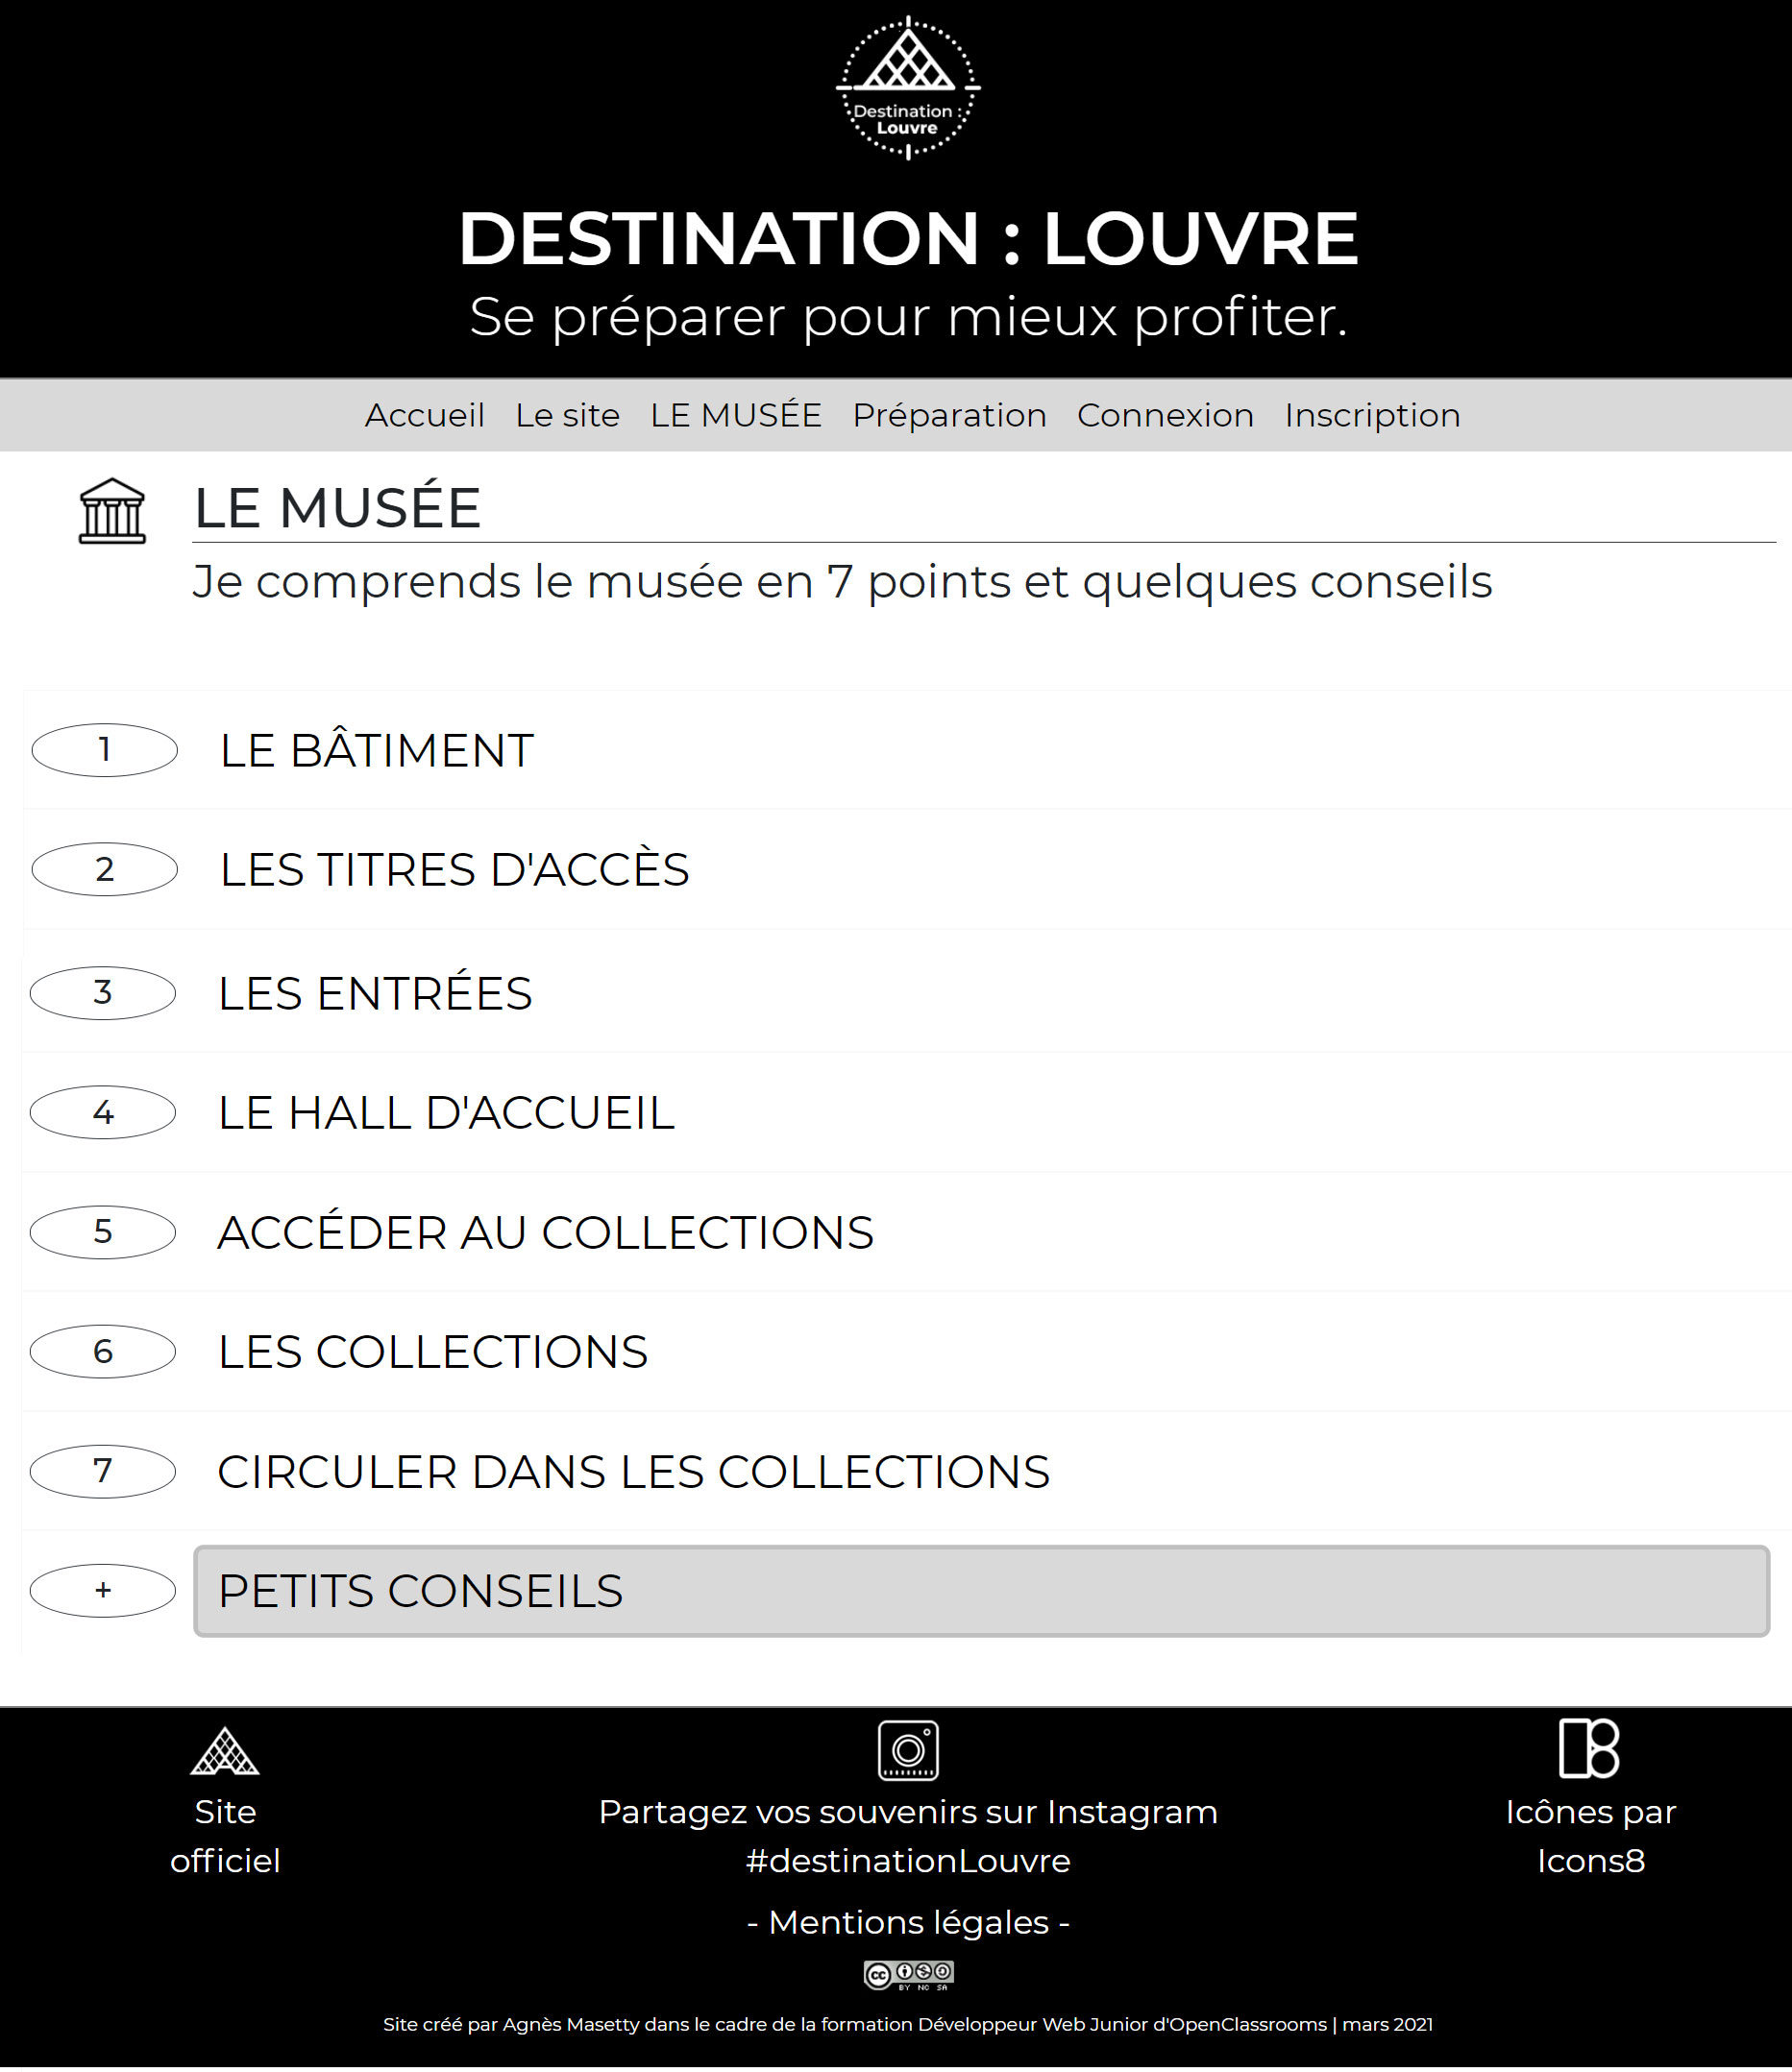 Destination :
Louvre
DESTINATION : LOUVRE
Se préparer pour mieux profiter.
Accueil Le site LE MUSÉE Préparation Connexion Inscription
LE MUSÉE
Je comprends le musée en 7 points et quelques conseils
1 LE BÂTIMENT
2 LES TITRES D'ACCÈS
3 LES ENTRÉES
4 LE HALL D'ACCUEIL
5 ACCÉDER AU COLLECTIONS
6 LES COLLECTIONS
7 CIRCULER DANS LES COLLECTIONS
+ PETITS CONSEILS
Site
officiel
Partagez vos souvenirs sur Instagram
#destinationLouvre
Icônes par
Icons8
- Mentions légales -
cc
BY NC SA
Site créé par Agnès Masetty dans le cadre de la formation Développeur Web Junior d'OpenClassrooms | mars 2021